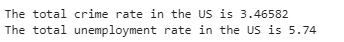 The total crime rate in the US is 3.46582
The total unemployment rate in the US is 5.74